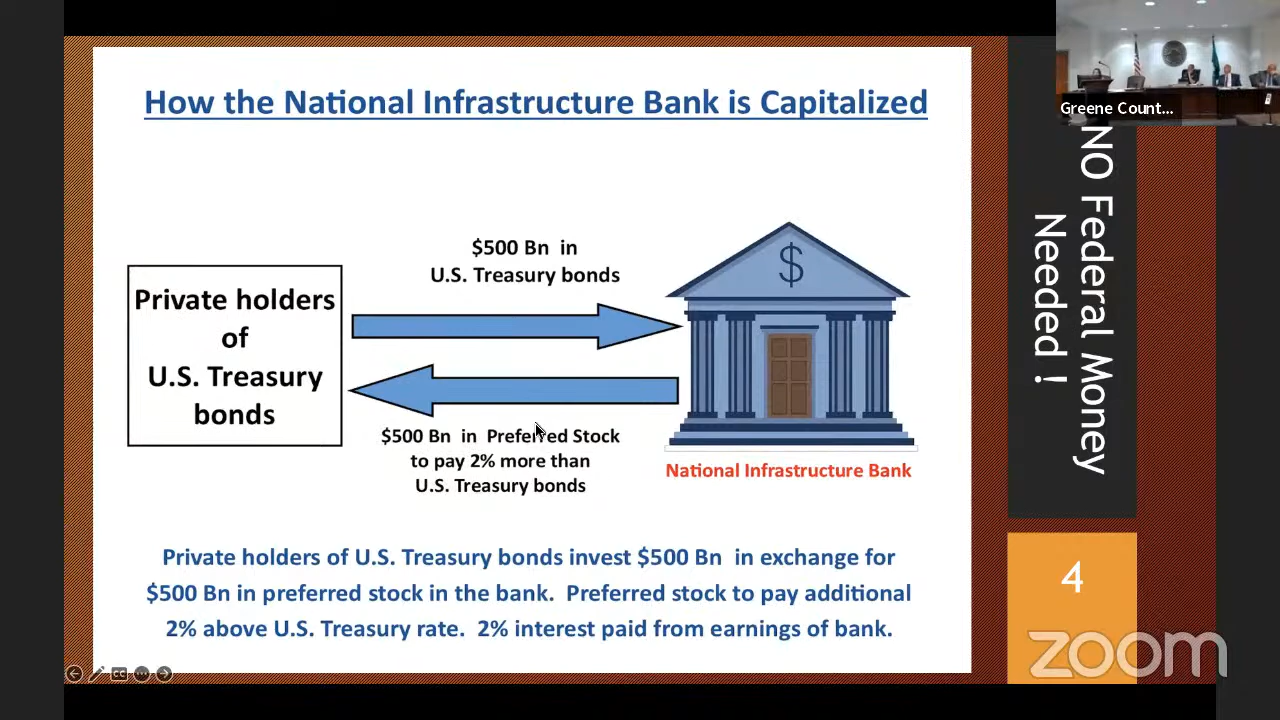 How the National Infrastructure Bank is Capitalized
$500 Bn in
U.S. Treasury bonds
Private holders
of
U.S. Treasury
bonds
$
$500 Bn in Preferred Stock
to pay 2% more than
U.S. Treasury bonds
National Infrastructure Bank
Private holders of U.S. Treasury bonds invest $500 Bn in exchange for
$500 Bn in preferred stock in the bank. Preferred stock to pay additional
2% above U.S. Treasury rate. 2% interest paid from earnings of bank.
CC
Greene Count...
NO Federal Money
Needed !
4
zoom